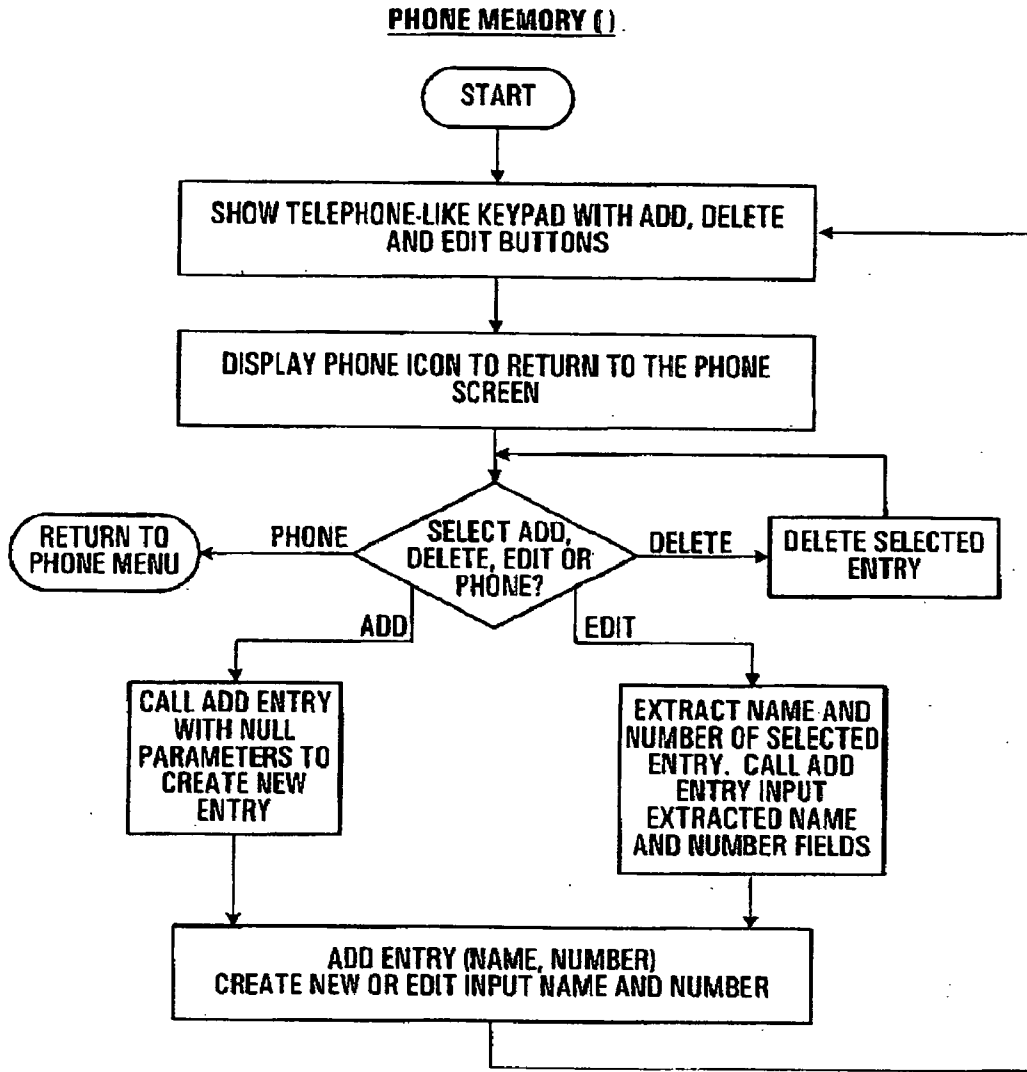 PHONE MEMORY ()
START
SHOW TELEPHONE-LIKE KEYPAD WITH ADD, DELETE
AND EDIT BUTTONS
DISPLAY PHONE ICON TO RETURN TO THE PHONE
SCREEN
RETURN TO
PHONE MENU
PHONE
SELECT ADD,
DELETE, EDIT OR
PHONE?
DELETE
DELETE SELECTED
ENTRY
ADD
EDIT
CALL ADD ENTRY
WITH NULL
PARAMETERS TO
CREATE NEW
ENTRY
EXTRACT NAME AND
NUMBER OF SELECTED
ENTRY. CALL ADD
ENTRY INPUT
EXTRACTED NAME
AND NUMBER FIELDS
ADD ENTRY (NAME, NUMBER)
CREATE NEW OR EDIT INPUT NAME AND NUMBER